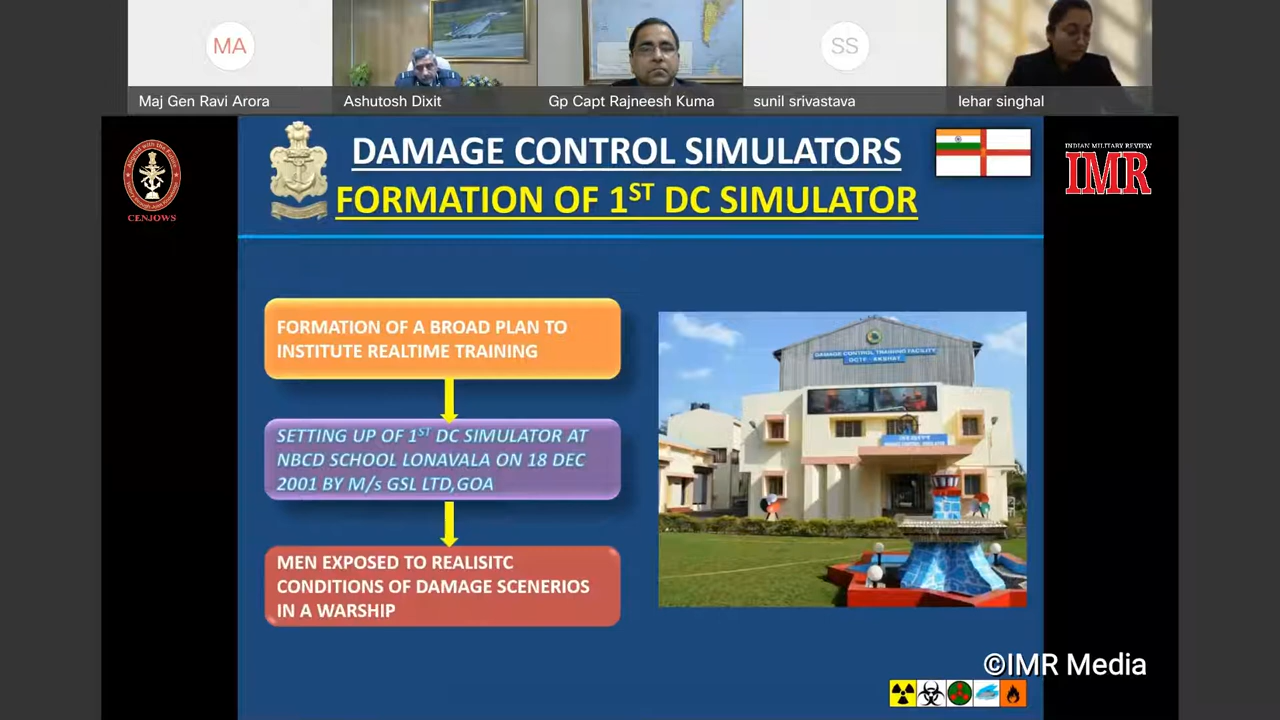 MA
SS
Maj Gen Ravi Arora
Ashutosh Dixit
Gp Capt Rajneesh Kuma
sunil srivastava
lehar singhal
CENJOWS
DAMAGE CONTROL SIMULATORS
FORMATION OF 1ST DC SIMULATOR
INDIAN MILITARY REVIEW
IMR
FORMATION OF A BROAD PLAN TO
INSTITUTE REALTIME TRAINING
SETTING UP OF 1ST DC SIMULATOR AT
NBCD SCHOOL LONAVALA ON 18 DEC
2001 BY M/s GSL LTD,GOA
MEN EXPOSED TO REALISITC
CONDITIONS OF DAMAGE SCENERIOS
IN A WARSHIP
DAMAGE CONTROL TRAINING FACILITY
©IMR Media